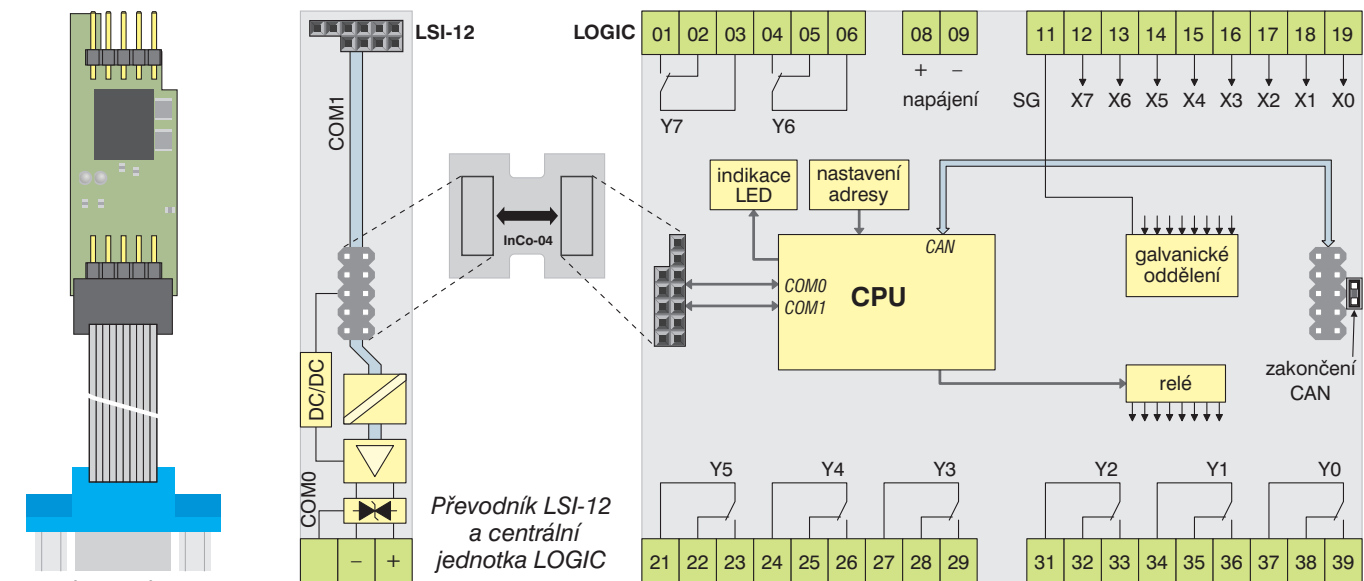 LSI-12
LOGIC
01 02 03 04 05 06
08 09
11 12 13 14 15 16 17 18 19
+ −
napájení
SG X7 X6 X5 X4 X3 X2 X1 X0
Y7 Y6
COM1
InCo-04
indikace
LED
nastavení
adresy
CAN
COM0
COM1
CPU
galvanické
oddělení
zakončení
CAN
relé
DC/DC
COM0
− +
Převodník LSI-12
a centrální
jednotka LOGIC
Y5 Y4 Y3 Y2 Y1 Y0
21 22 23 24 25 26 27 28 29
31 32 33 34 35 36 37 38 39